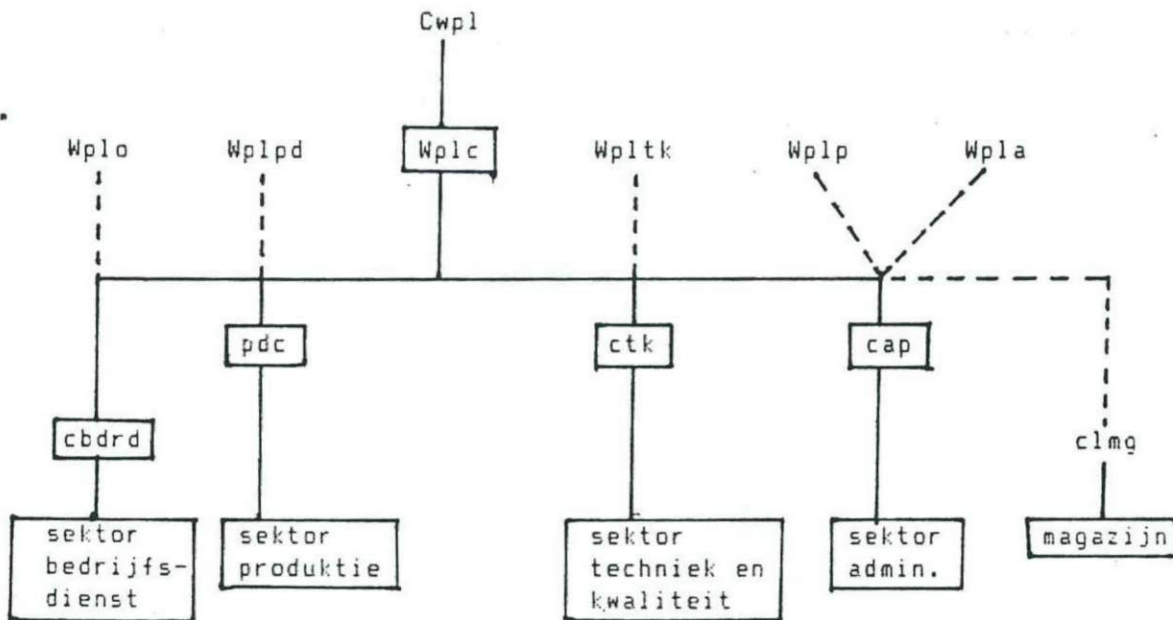 Cwpl
Wplo Wplpd Wplc Wpltk Wplp Wpla
pdc ctk cap
cbdrd clmg
sektor bedrijfs- dienst
sektor produktie
sektor techniek en kwaliteit
sektor admin.
magazijn